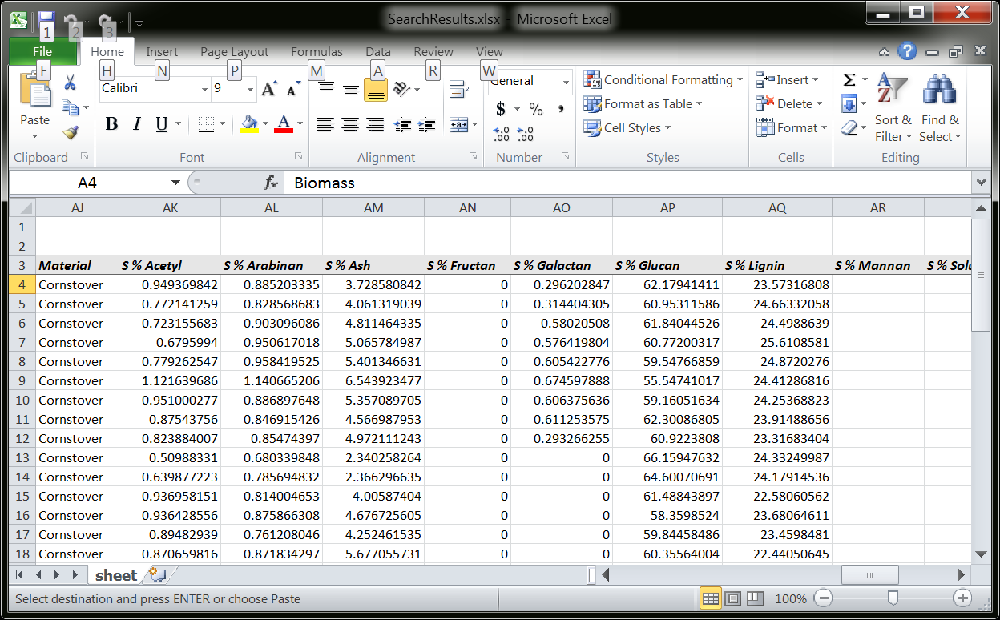 SearchResults.xlsx - Microsoft Excel
1 2 3
File Home Insert Page Layout Formulas Data Review View
F H N P M A R W
Calibri 9 General Conditional Formatting Insert Σ
Paste $ % , Format as Table Delete Sort & Find &
B I U A .00 .00 Cell Styles Format Filter Select
Clipboard Font Alignment Number Styles Cells Editing
A4 fx Biomass
AJ AK AL AM AN AO AP AQ AR
1
2
3 Material S % Acetyl S % Arabinan S % Ash S % Fructan S % Galactan S % Glucan S % Lignin S % Mannan S % Solu
4 Cornstover 0.949369842 0.885203335 3.728580842 0 0.296202847 62.17941411 23.57316808
5 Cornstover 0.772141259 0.828568683 4.061319039 0 0.314404305 60.95311586 24.66332058
6 Cornstover 0.723155683 0.903096086 4.811464335 0 0.58020508 61.84044526 24.4988639
7 Cornstover 0.6795994 0.950617018 5.065784987 0 0.576419804 60.77200317 25.6108581
8 Cornstover 0.779262547 0.958419525 5.401346631 0 0.605422776 59.54766859 24.8720276
9 Cornstover 1.121639686 1.140665206 6.543923477 0 0.674597888 55.54741017 24.41286816
10 Cornstover 0.951000277 0.886897648 5.357089705 0 0.606375636 59.16051634 24.25368823
11 Cornstover 0.87543756 0.846915426 4.566987953 0 0.611253575 62.30086805 23.91488656
12 Cornstover 0.823884007 0.85474397 4.972111243 0 0.293266255 60.9223808 23.31683404
13 Cornstover 0.50988331 0.680339848 2.340258264 0 0 66.15947632 24.33249987
14 Cornstover 0.639877223 0.785694832 2.366296635 0 0 64.60070691 24.17914536
15 Cornstover 0.936958151 0.814004653 4.00587404 0 0 61.48843897 22.58060562
16 Cornstover 0.936428556 0.875866308 4.676725605 0 0 58.3598524 23.68064611
17 Cornstover 0.89482939 0.761208046 4.252461535 0 0 59.84458486 23.4598481
18 Cornstover 0.870659816 0.871834297 5.677055731 0 0 60.35564004 22.44050645
sheet
Select destination and press ENTER or choose Paste 100%